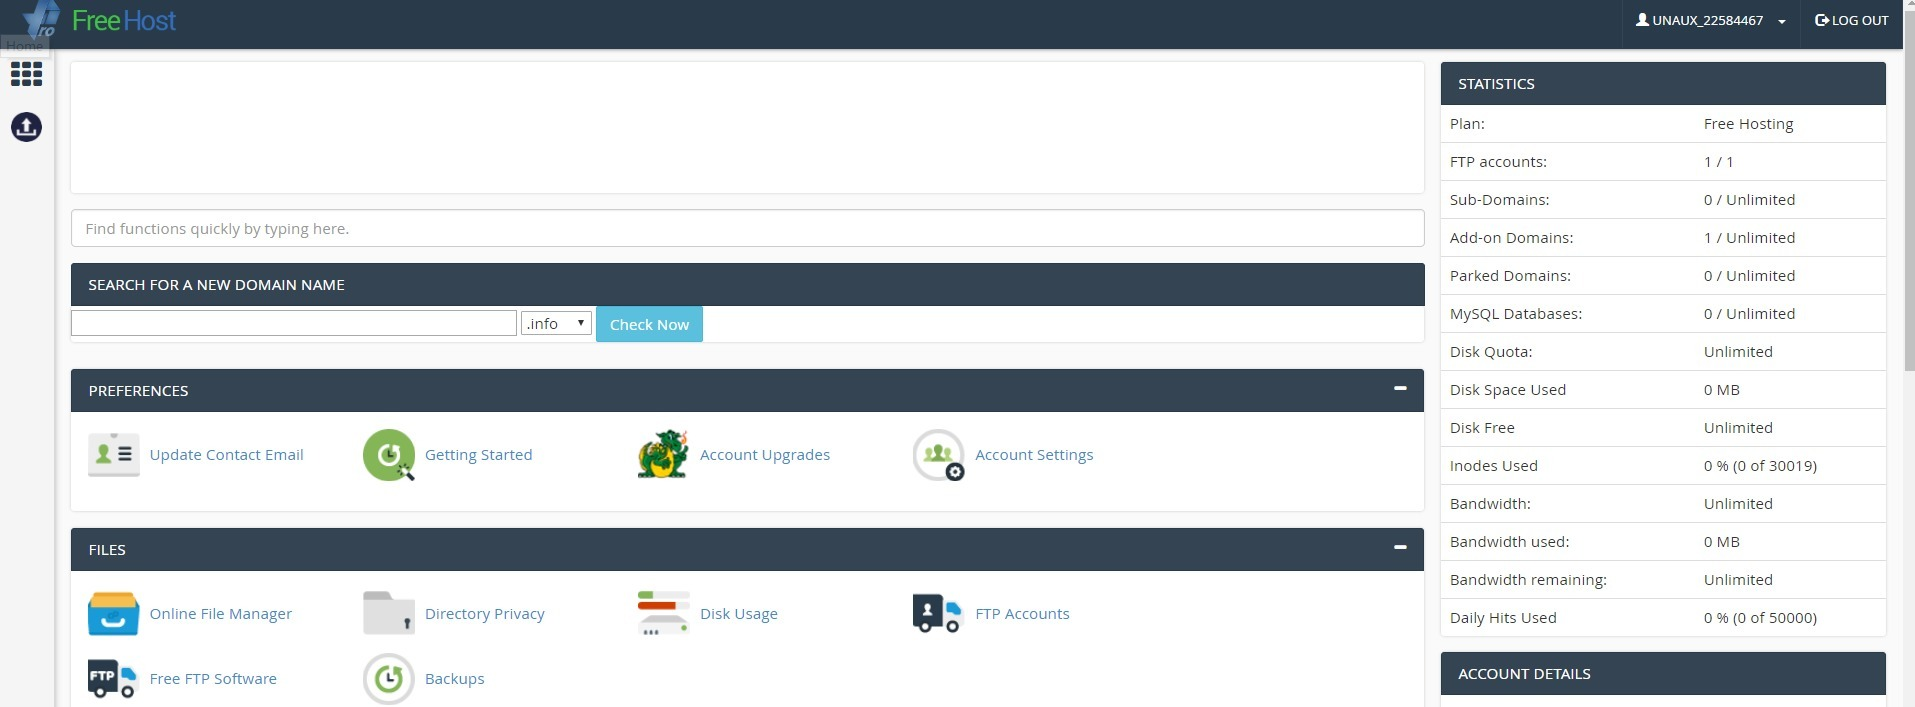 ro FreeHost
UNAUX_22584467
LOG OUT
Home
Find functions quickly by typing here.
SEARCH FOR A NEW DOMAIN NAME
.info
Check Now
PREFERENCES
Update Contact Email
Getting Started
Account Upgrades
Account Settings
FILES
Online File Manager
Directory Privacy
Disk Usage
FTP Accounts
FTP
Free FTP Software
Backups
STATISTICS
Plan: Free Hosting
FTP accounts: 1 / 1
Sub-Domains: 0 / Unlimited
Add-on Domains: 1 / Unlimited
Parked Domains: 0 / Unlimited
MySQL Databases: 0 / Unlimited
Disk Quota: Unlimited
Disk Space Used 0 MB
Disk Free Unlimited
Inodes Used 0 % (0 of 30019)
Bandwidth: Unlimited
Bandwidth used: 0 MB
Bandwidth remaining: Unlimited
Daily Hits Used 0 % (0 of 50000)
ACCOUNT DETAILS